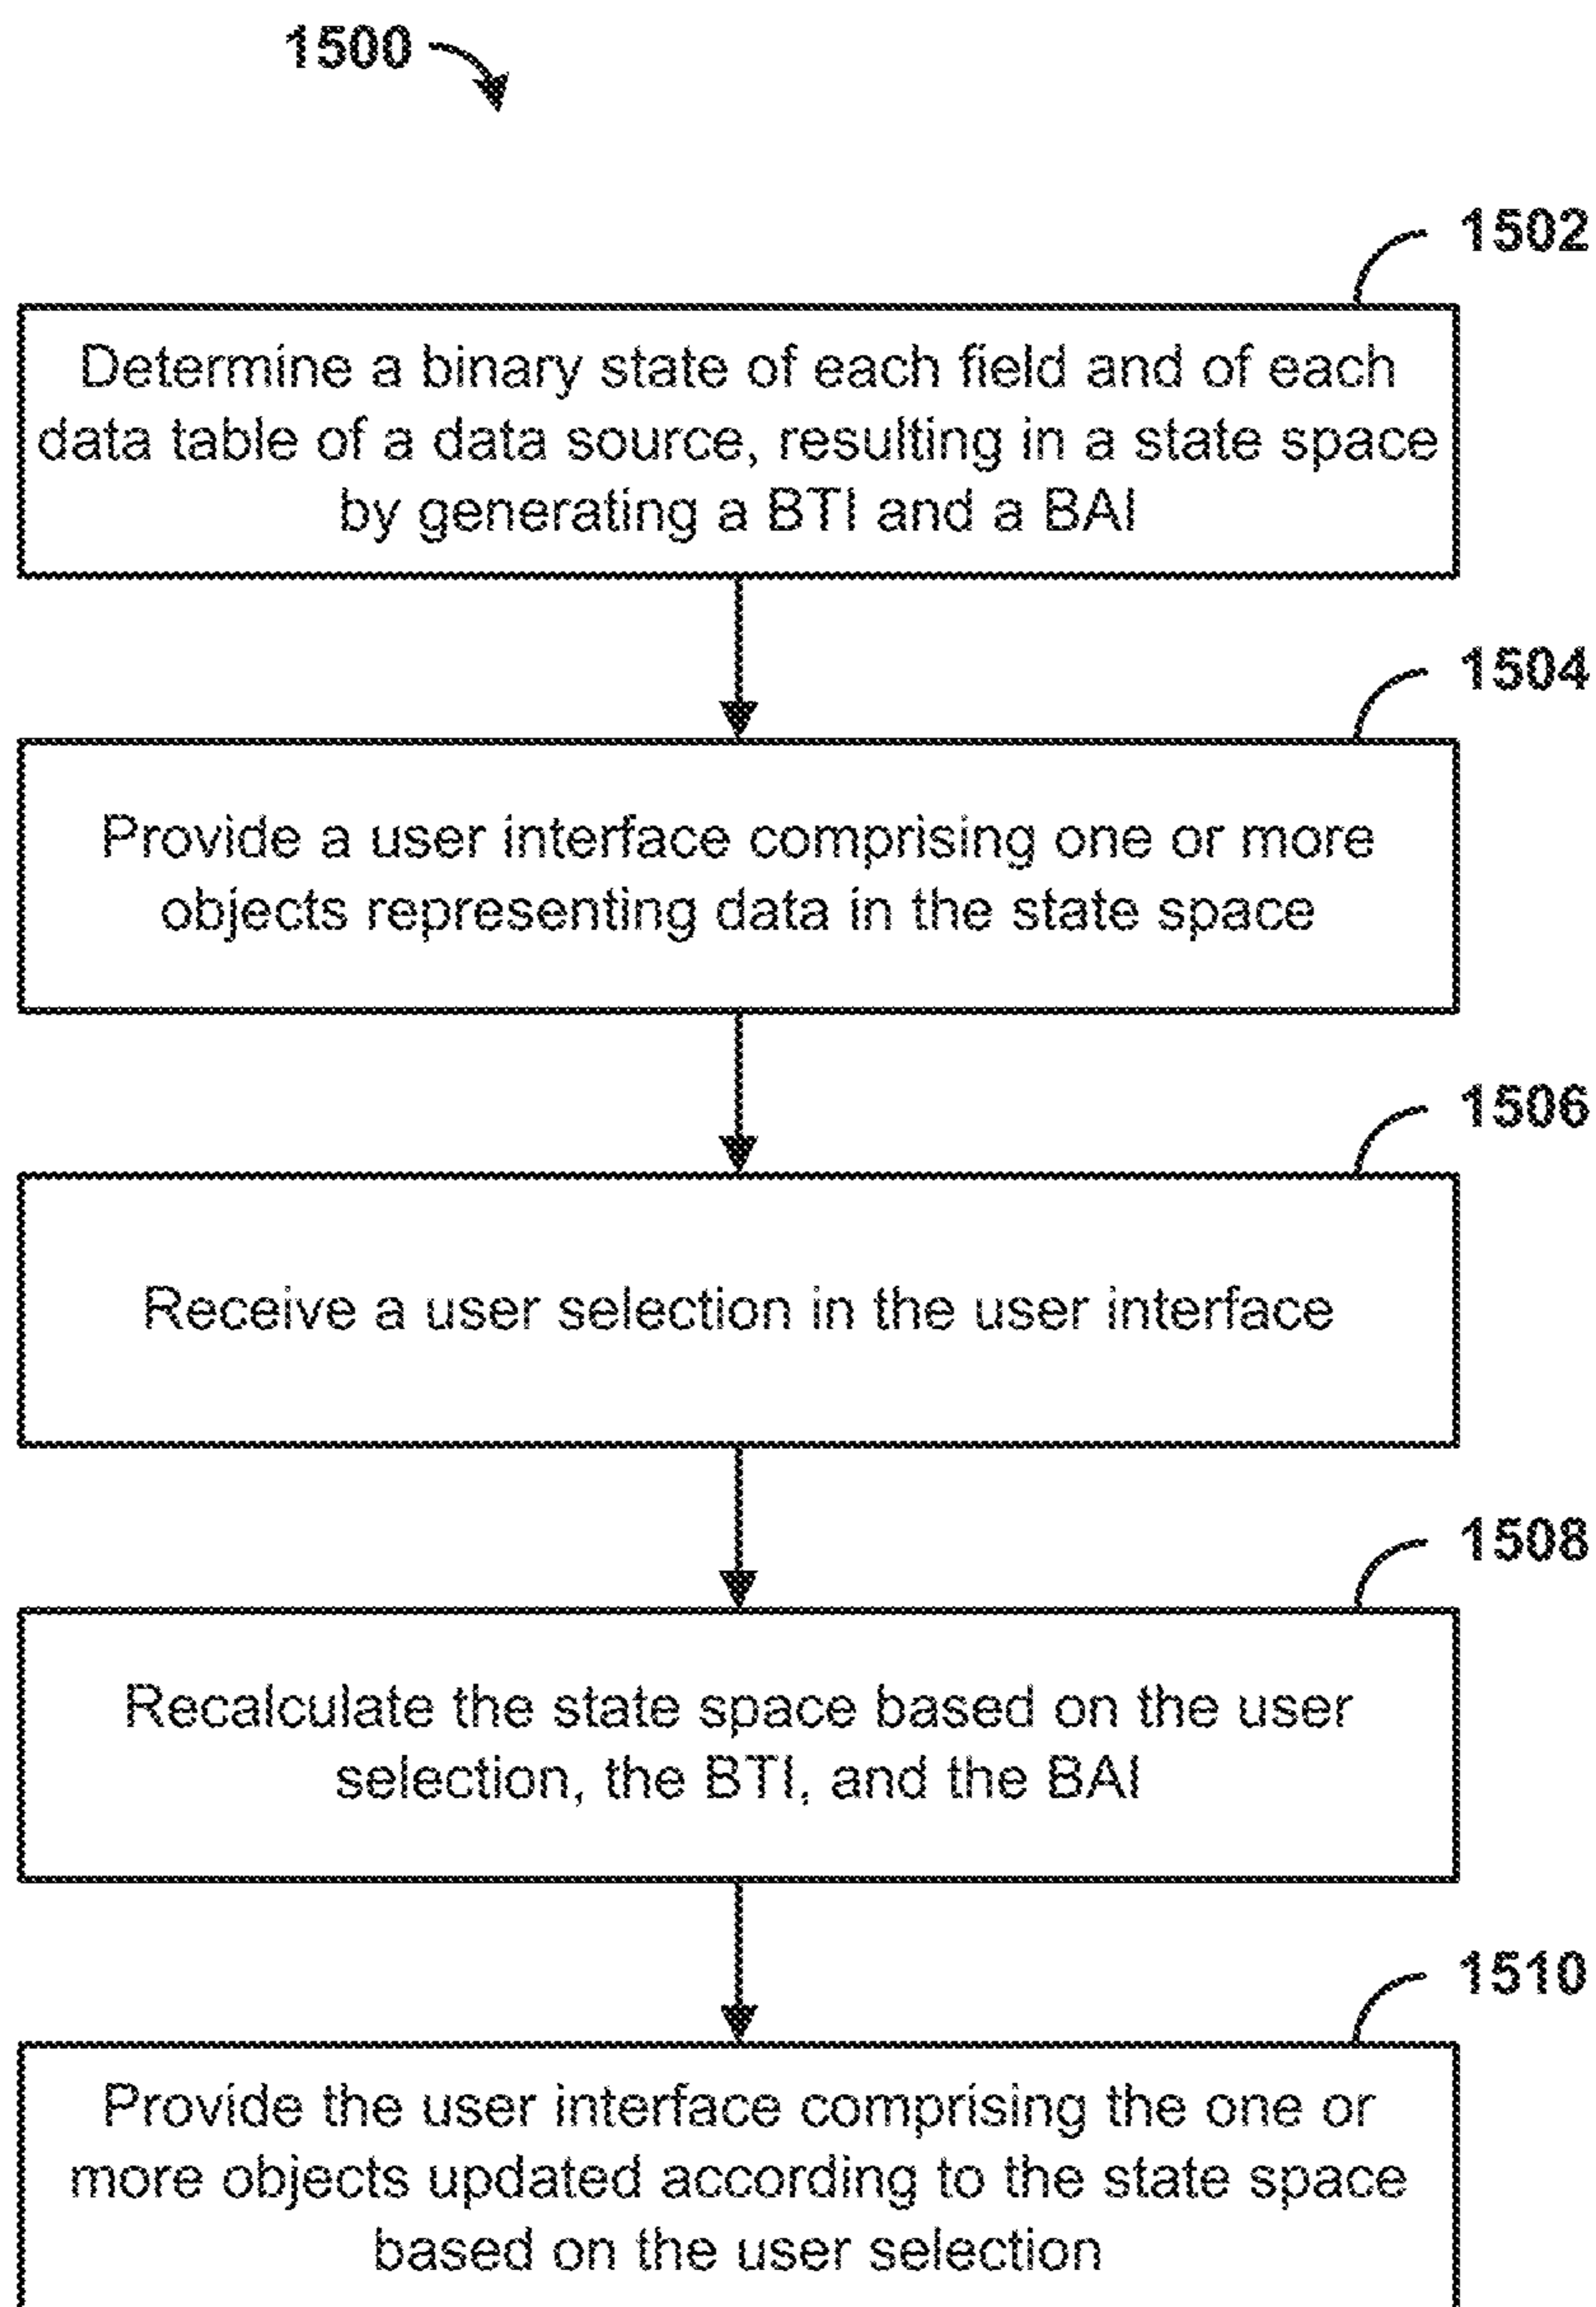 1500
1502
Determine a binary state of each field and of each
data table of a data source, resulting in a state space
by generating a BTI and a BAI
1504
Provide a user interface comprising one or more
objects representing data in the state space
1506
Receive a user selection in the user interface
1508
Recalculate the state space based on the user
selection, the BTI, and the BAI
1510
Provide the user interface comprising the one or
more objects updated according to the state space
based on the user selection